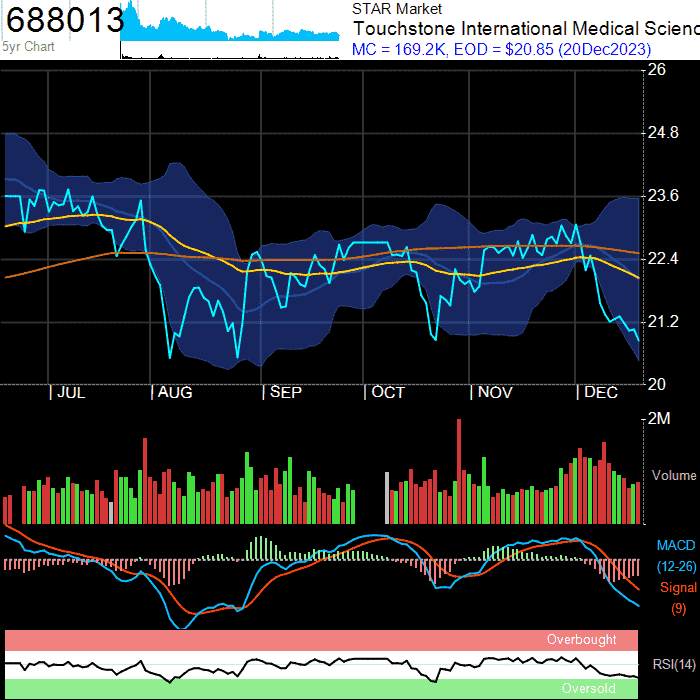 688013
5yr Chart
STAR Market
Touchstone International Medical Scienc
MC = 169.2K, EOD = $20.85 (20Dec2023)
26
24.8
23.6
22.4
21.2
20
| JUL | AUG | SEP | OCT | NOV | DEC
2M
Volume
MACD
(12-26)
Signal
(9)
Overbought
RSI(14)
Oversold